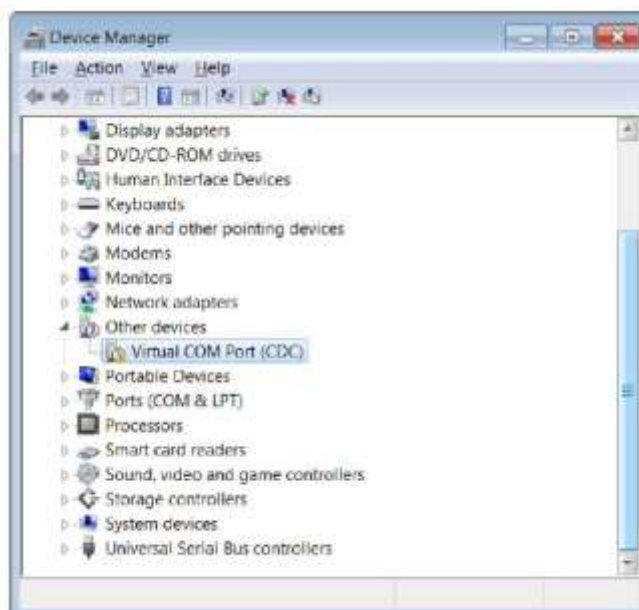 Device Manager
File Action View Help
Display adapters
DVD/CD-ROM drives
Human Interface Devices
Keyboards
Mice and other pointing devices
Modems
Monitors
Network adapters
Other devices
Virtual COM Port (CDC)
Portable Devices
Ports (COM & LPT)
Processors
Smart card readers
Sound, video and game controllers
Storage controllers
System devices
Universal Serial Bus controllers